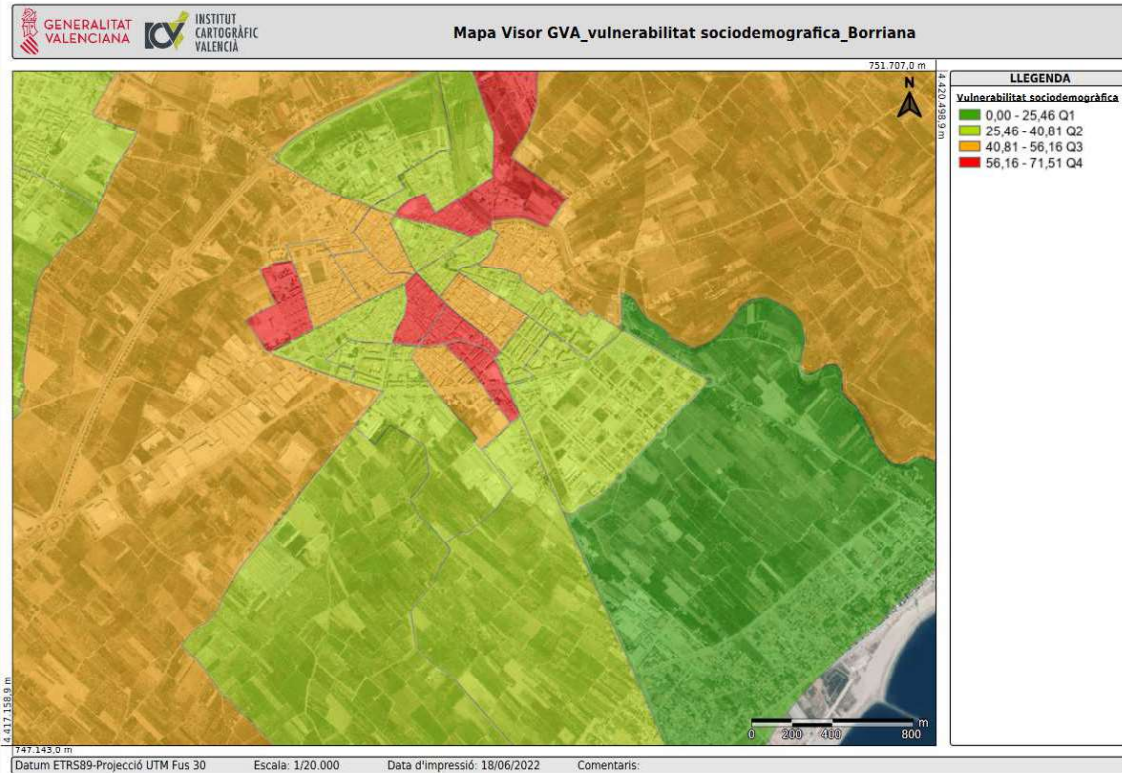 GENERALITAT
VALENCIANA
INSTITUT
CARTOGRÀFIC
VALENCIÀ
Mapa Visor GVA_vulnerabilitat sociodemografica_Borriana
751.707,0 m
4.420.498,9 m
N
LLEGENDA
Vulnerabilitat sociodemogràfica
0,00 - 25,46 Q1
25,46 - 40,81 Q2
40,81 - 56,16 Q3
56,16 - 71,51 Q4
m
0 200 400 800
4.417.158,9 m
747.143,0 m
Datum ETRS89-Projecció UTM Fus 30 Escala: 1/20.000 Data d'impressió: 18/06/2022 Comentaris: